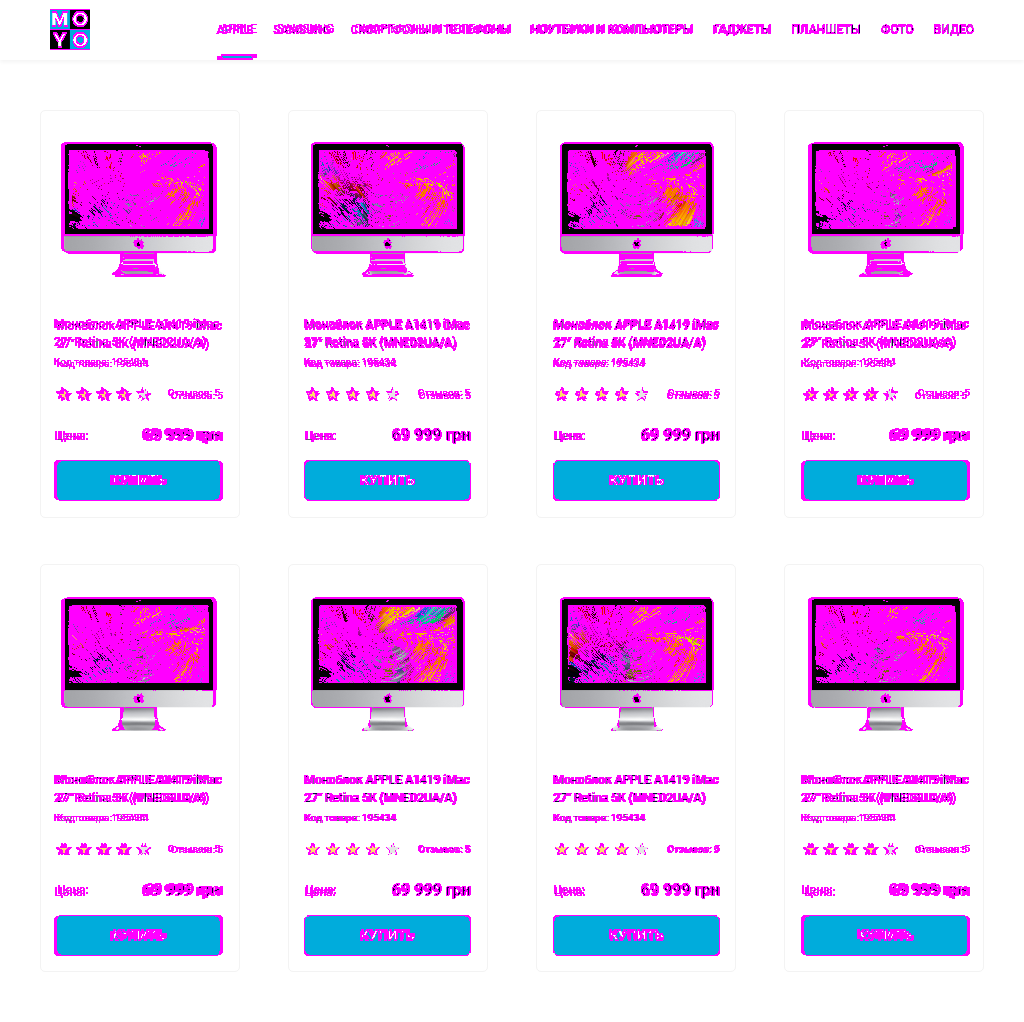 MO
YO
APPLE SAMSUNG СМАРТФОНЫ И ТЕЛЕФОНЫ НОУТБУКИ И КОМПЬЮТЕРЫ ГАДЖЕТЫ ПЛАНШЕТЫ ФОТО ВИДЕО
Моноблок APPLE A1419 iMac Моноблок APPLE A1419 iMac Моноблок APPLE A1419 iMac Моноблок APPLE A1419 iMac
27" Retina 5K (MNED2UA/A) 27" Retina 5K (MNED2UA/A) 27" Retina 5K (MNED2UA/A) 27" Retina 5K (MNED2UA/A)
Код товара: 195434 Код товара: 195434 Код товара: 195434 Код товара: 195434
Отзывов: 5 Отзывов: 5 Отзывов: 5 Отзывов: 5
Цена: 69 999 грн Цена: 69 999 грн Цена: 69 999 грн Цена: 69 999 грн
КУПИТЬ КУПИТЬ КУПИТЬ КУПИТЬ
Моноблок APPLE A1419 iMac Моноблок APPLE A1419 iMac Моноблок APPLE A1419 iMac Моноблок APPLE A1419 iMac
27" Retina 5K (MNED2UA/A) 27" Retina 5K (MNED2UA/A) 27" Retina 5K (MNED2UA/A) 27" Retina 5K (MNED2UA/A)
Код товара: 195434 Код товара: 195434 Код товара: 195434 Код товара: 195434
Отзывов: 5 Отзывов: 5 Отзывов: 5 Отзывов: 5
Цена: 69 999 грн Цена: 69 999 грн Цена: 69 999 грн Цена: 69 999 грн
КУПИТЬ КУПИТЬ КУПИТЬ КУПИТЬ